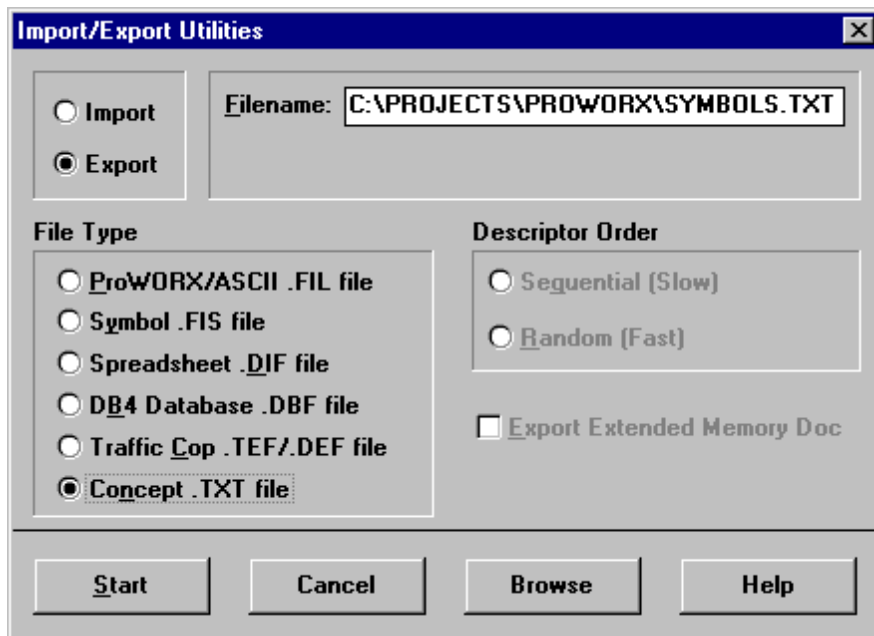 Import/Export Utilities
Import
Export
Filename: C:\PROJECTS\PROWORX\SYMBOLS.TXT
File Type
ProWORX/ASCII .FIL file
Symbol .FIS file
Spreadsheet .DIF file
DB4 Database .DBF file
Traffic Cop .TEF/.DEF file
Concept .TXT file
Descriptor Order
Sequential (Slow)
Random (Fast)
Export Extended Memory Doc
Start Cancel Browse Help